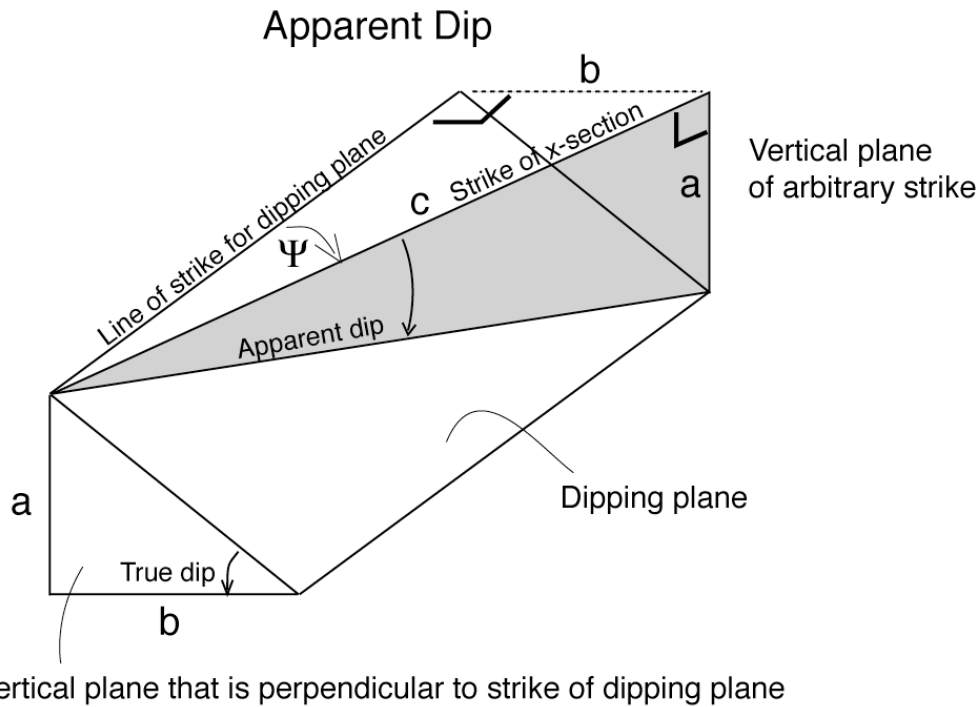 Apparent Dip
b
Line of strike for dipping plane
Strike of x-section
c
a
Vertical plane
of arbitrary strike
Ψ
Apparent dip
a
Dipping plane
True dip
b
ertical plane that is perpendicular to strike of dipping plane